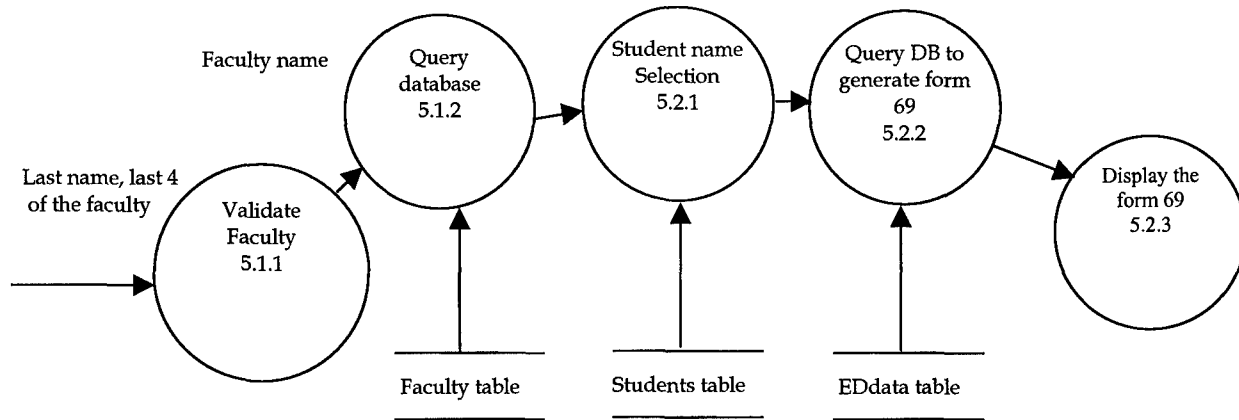 Last name, last 4
of the faculty
Validate
Faculty
5.1.1
Faculty name
Query
database
5.1.2
Student name
Selection
5.2.1
Query DB to
generate form
69
5.2.2
Display the
form 69
5.2.3
Faculty table
Students table
EDdata table